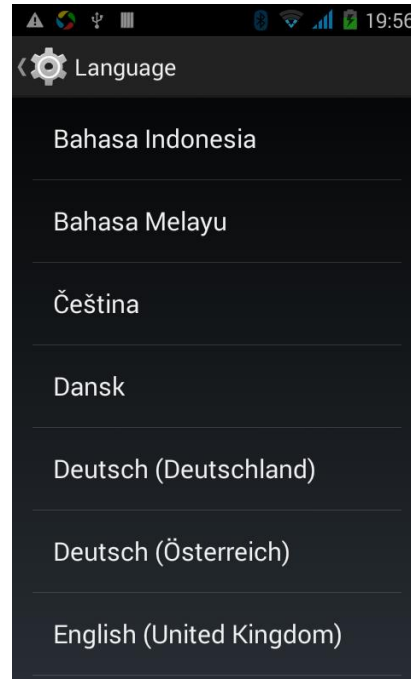 19:56
Language
Bahasa Indonesia
Bahasa Melayu
Čeština
Dansk
Deutsch (Deutschland)
Deutsch (Österreich)
English (United Kingdom)